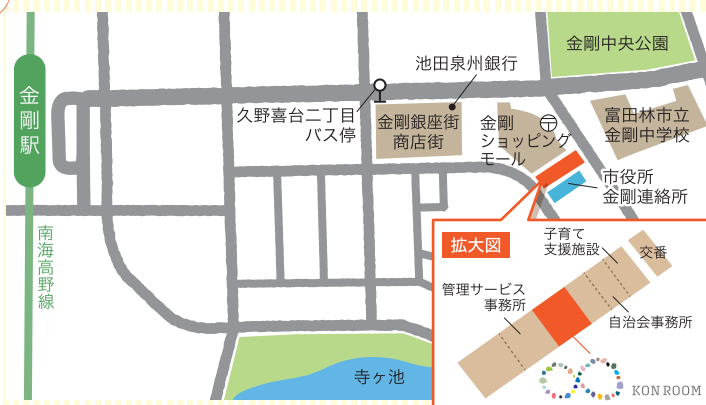 金剛中央公園
池田泉州銀行
金剛駅
久野喜台二丁目
バス停
金剛銀座街
商店街
金剛
ショッピング
モール
富田林市立
金剛中学校
市役所
金剛連絡所
南海高野線
拡大図
子育て
支援施設
交番
管理サービス
事務所
自治会事務所
寺ヶ池
KONROOM